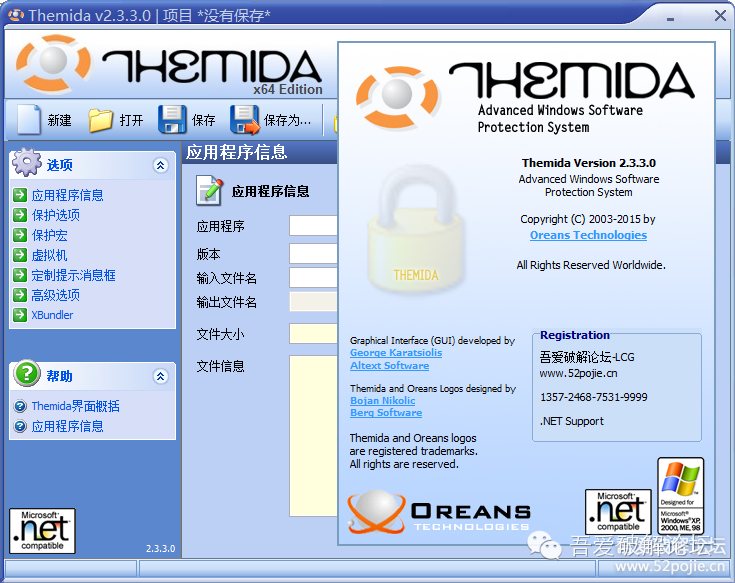 Themida v2.3.3.0 | 项目 *没有保存*
THEMIDA
x64 Edition
新建
打开
保存
保存为...
选项
应用程序信息
保护选项
保护宏
虚拟机
定制提示消息框
高级选项
XBundler
帮助
Themida界面概括
应用程序信息
Microsoft
.net
compatible
2.3.3.0
应用程序信息
应用程序信息
应用程序
版本
输入文件名
输出文件名
文件大小
文件信息
THEMIDA
Advanced Windows Software
Protection System
THEMIDA
Themida Version 2.3.3.0
Advanced Windows Software
Protection System
Copyright (C) 2003-2015 by
Oreans Technologies
All Rights Reserved Worldwide.
Graphical Interface (GUI) developed by
George Karatsiolis
Altext Software
Themida and Oreans Logos designed by
Bojan Nikolic
Berg Software
Themida and Oreans logos
are registered trademarks.
All rights are reserved.
Registration
吾爱破解论坛-LCG
www.52pojie.cn
1357-2468-7531-9999
.NET Support
OREANS
TECHNOLOGIES
Microsoft
.net
compatible
Designed for
Microsoft
Windows XP,
2000, ME, 98
吾爱破解论坛
www.52pojie.cn